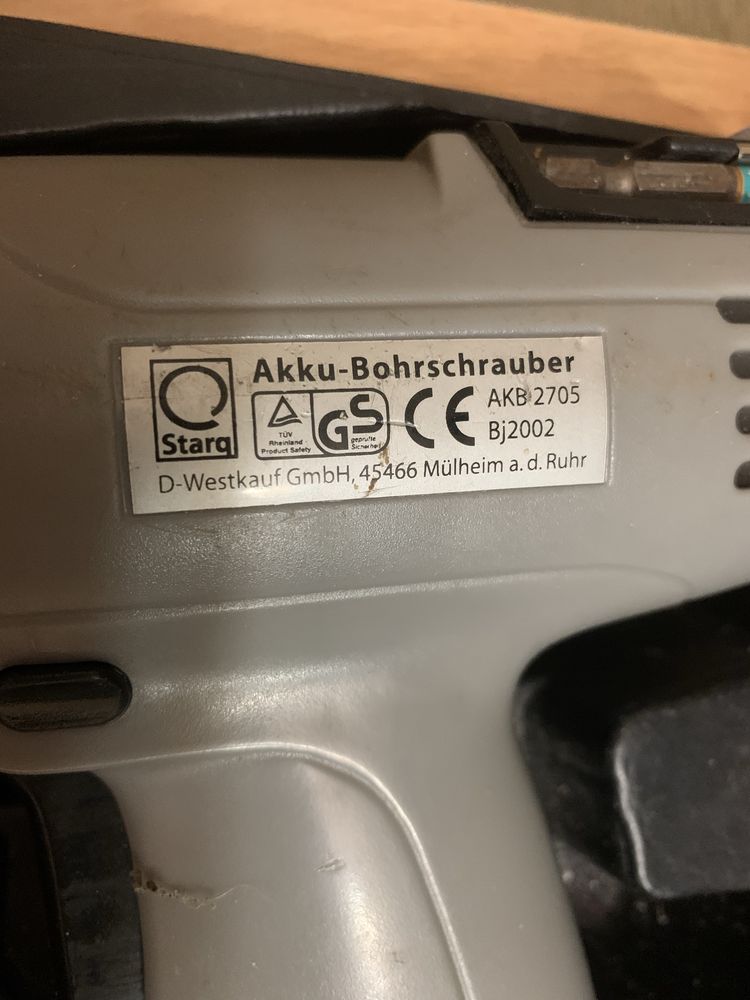 Akku-Bohrschrauber
Starq
TÜV
Rheinland
Product Safety
GS
geprüfte
Sicherheit
CE
AKB 2705
Bj2002
D-Westkauf GmbH, 45466 Mülheim a. d. Ruhr